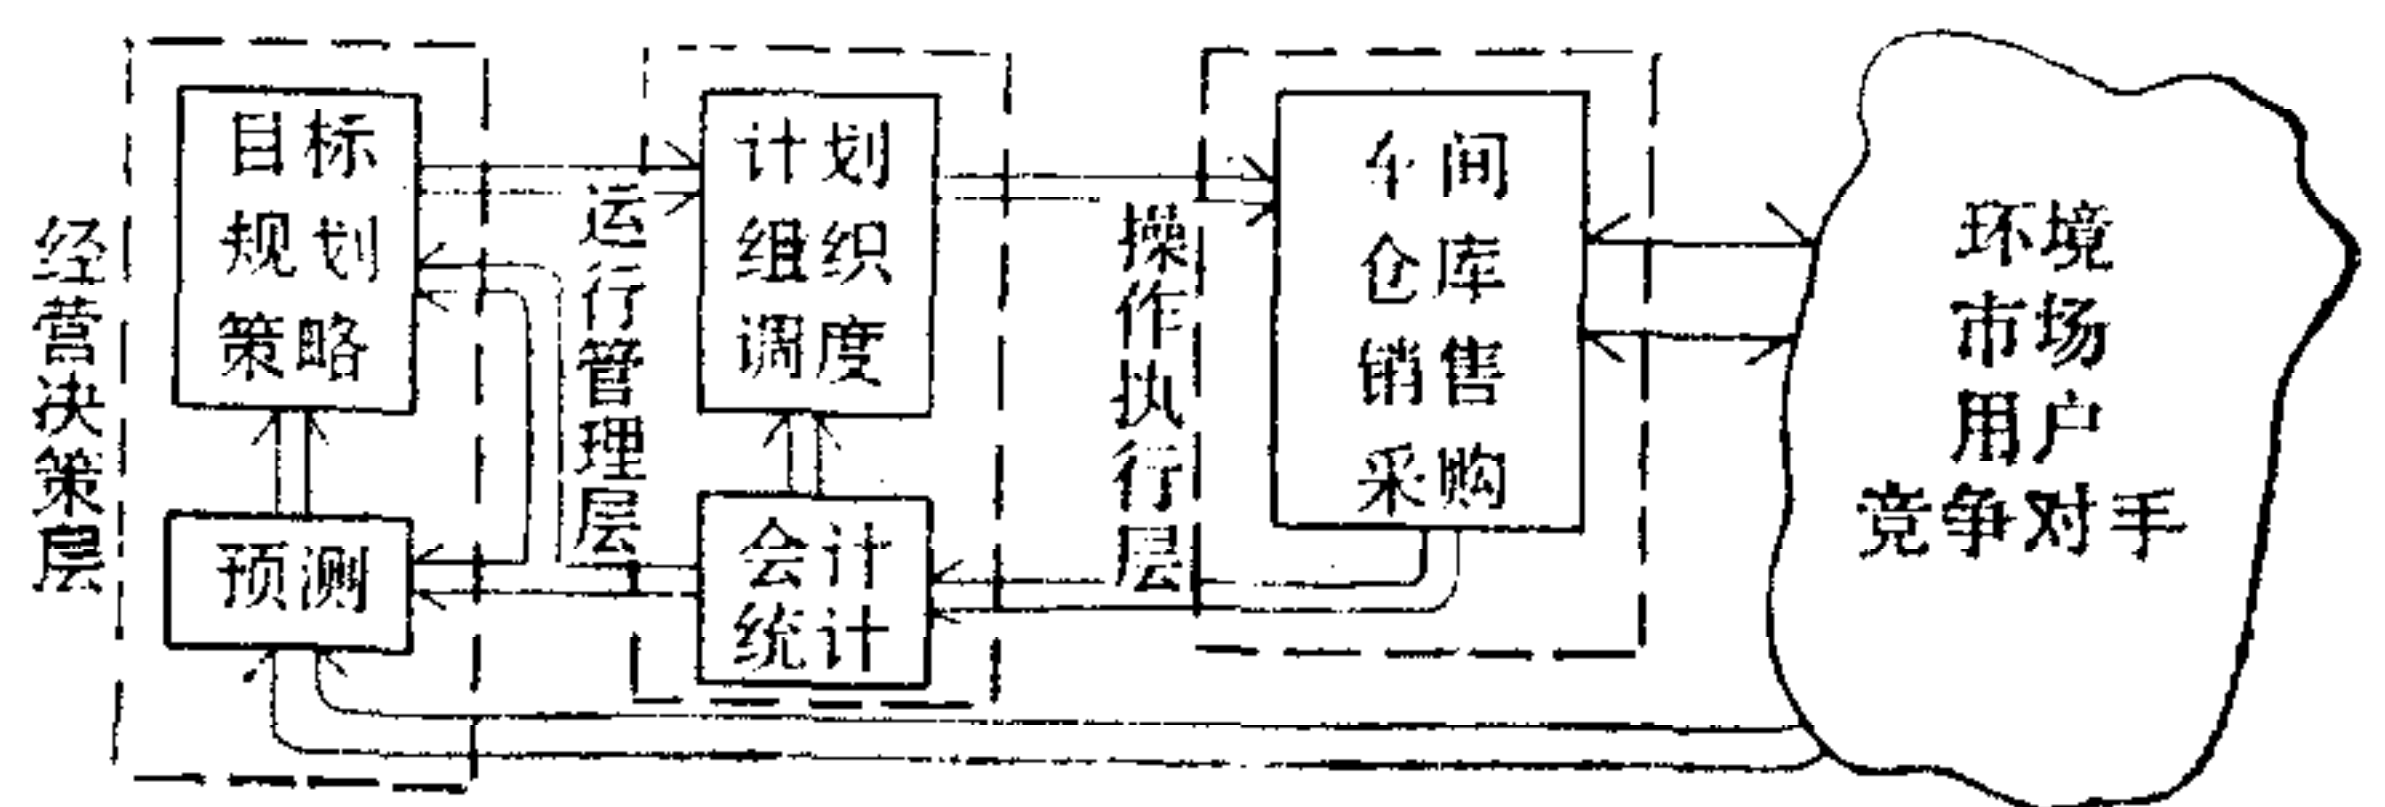 经营决策层
目标
规划
策略
预测
运行管理层
计划
组织
调度
会计
统计
操作执行层
车间
仓库
销售
采购
环境
市场
用户
竞争对手